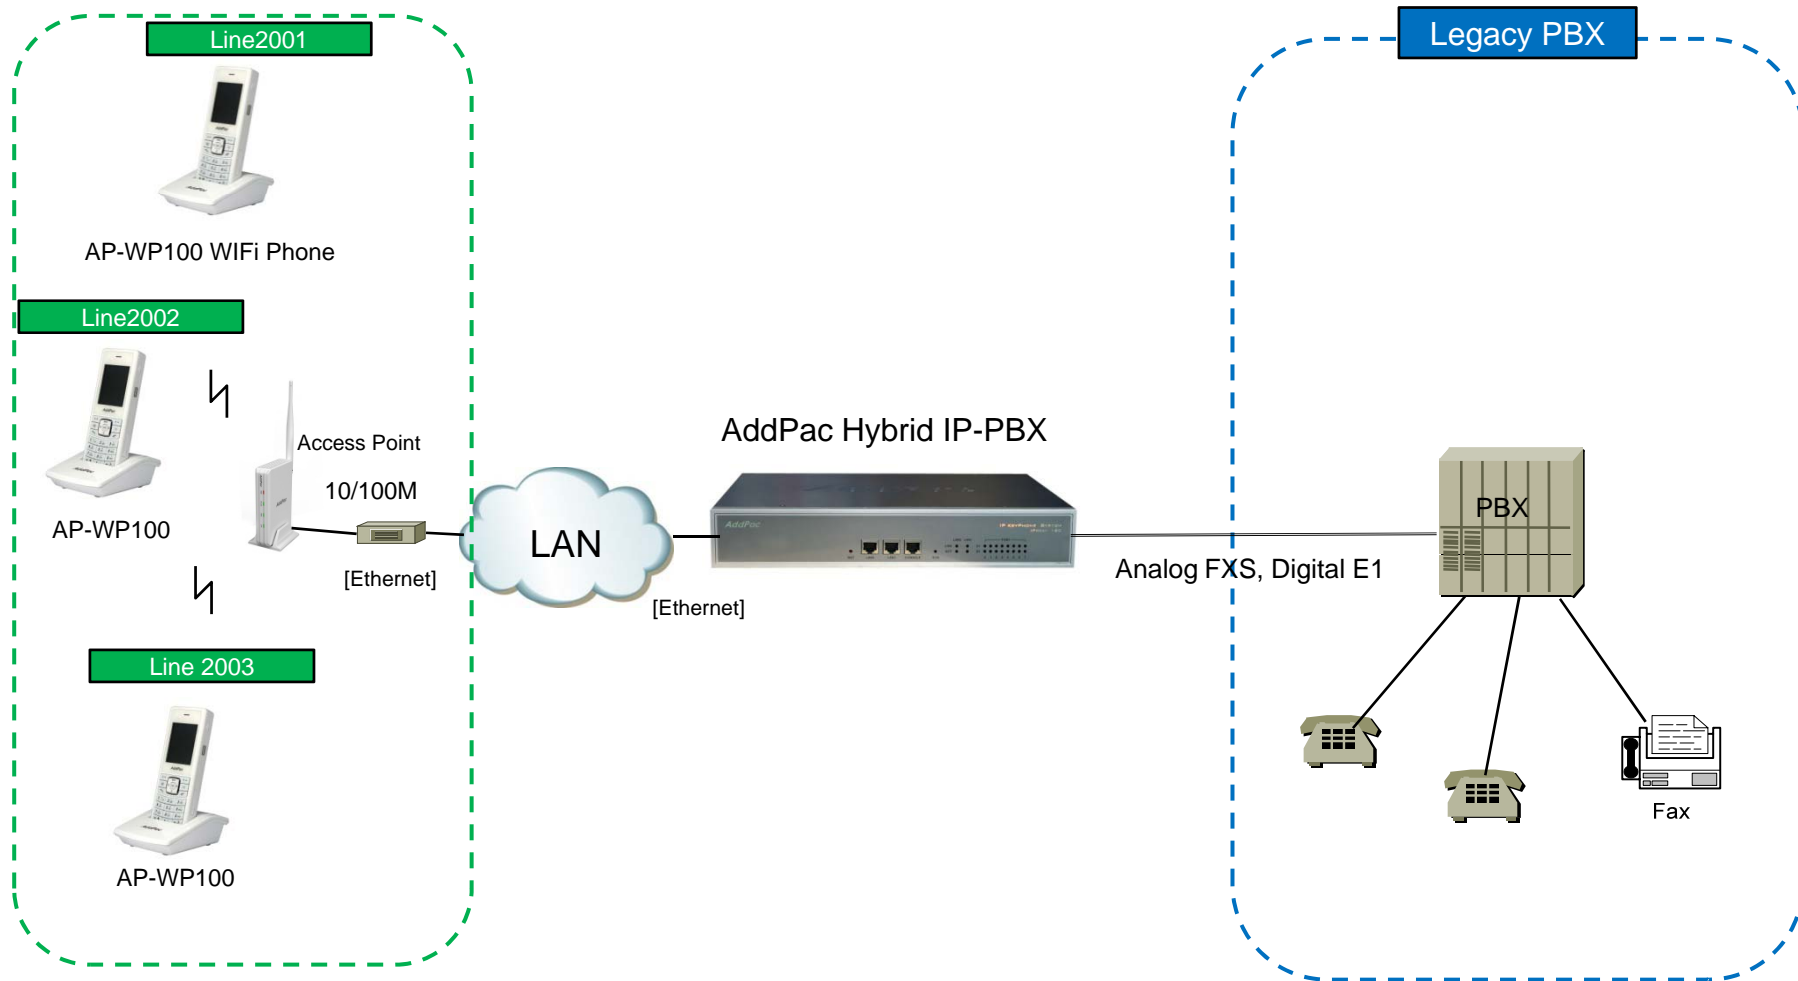 Line2001
Legacy PBX
AP-WP100 WIFi Phone
Line2002
Access Point
10/100M
AP-WP100
[Ethernet]
LAN
[Ethernet]
AddPac Hybrid IP-PBX
AddPac
Analog FXS, Digital E1
PBX
Line 2003
AP-WP100
Fax